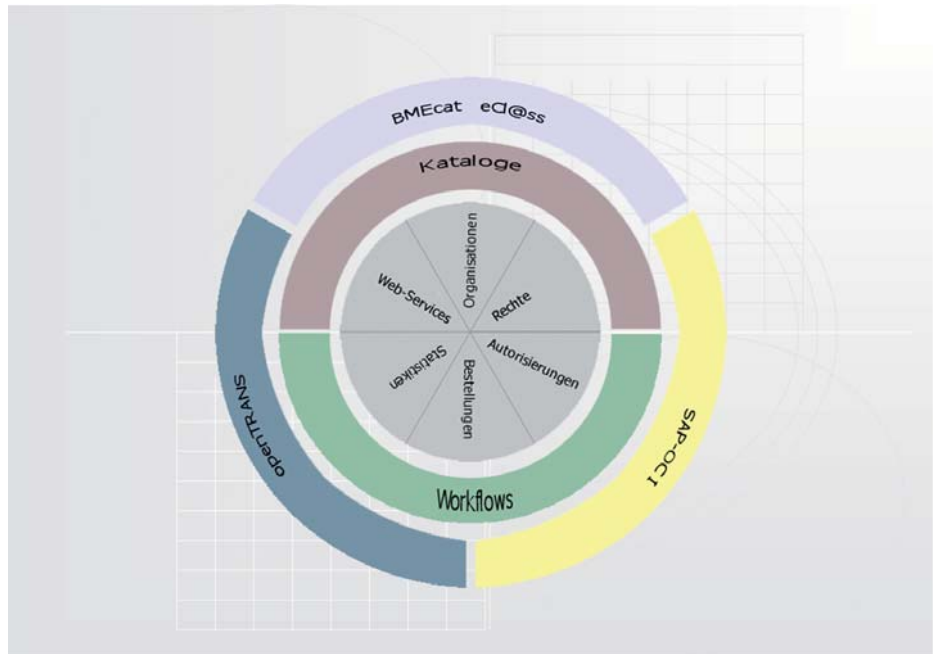 BMEcat eCl@ss
Kataloge
Organisationen
Web-Services
Rechte
Statistiken
Autorisierungen
Bestellungen
openTRANS
SAP-OCI
Workflows